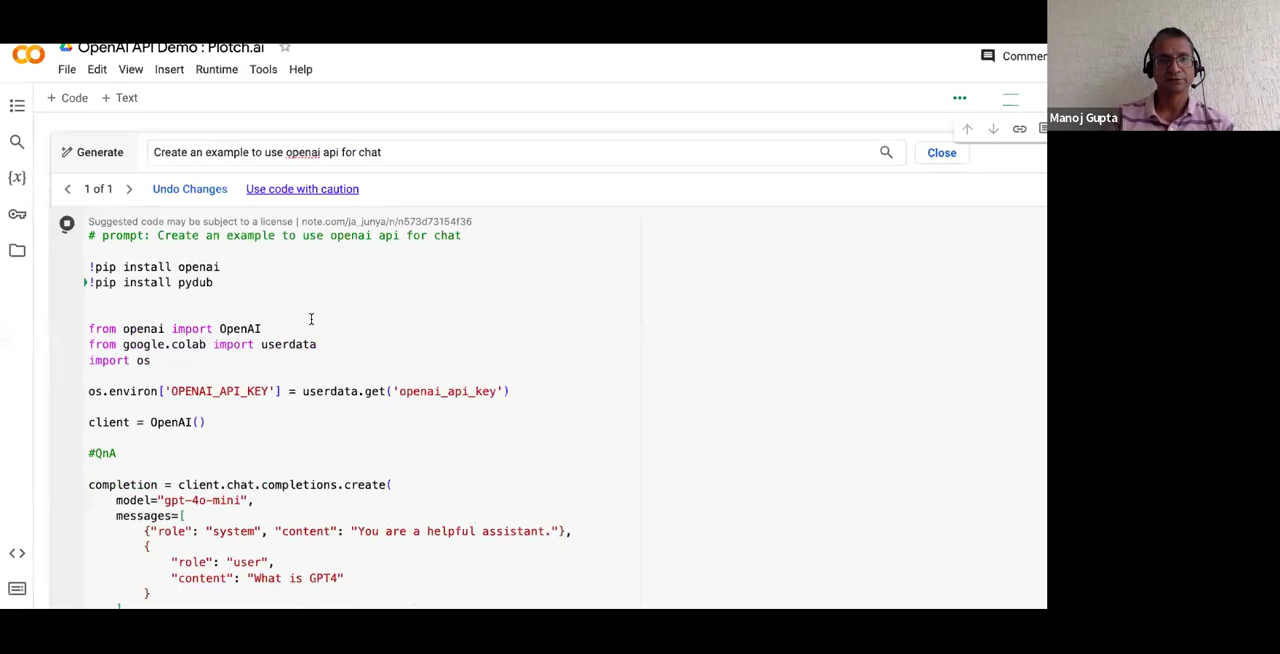 OpenAI API Demo : Plotch.ai
File Edit View Insert Runtime Tools Help
Commen
+ Code + Text
Manoj Gupta
Generate
Create an example to use openai api for chat
Close
1 of 1
Undo Changes
Use code with caution
Suggested code may be subject to a license | note.com/ja_junya/n/n573d73154f36
# prompt: Create an example to use openai api for chat
!pip install openai
!pip install pydub
from openai import OpenAI
from google.colab import userdata
import os
os.environ['OPENAI_API_KEY'] = userdata.get('openai_api_key')
client = OpenAI()
#QnA
completion = client.chat.completions.create(
model="gpt-4o-mini",
messages=[
{"role": "system", "content": "You are a helpful assistant."},
{
"role": "user",
"content": "What is GPT4"
}
]